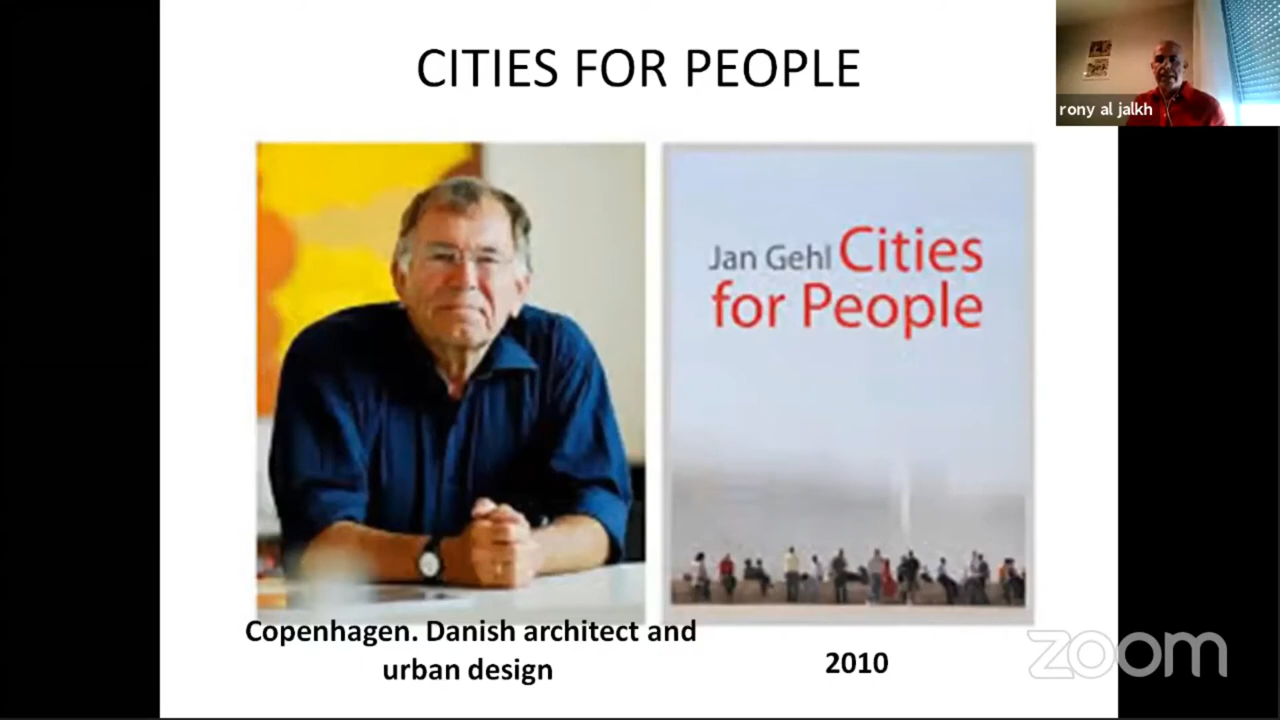 CITIES FOR PEOPLE
rony al jalkh
Jan Gehl Cities
for People
Copenhagen. Danish architect and
urban design
2010
zoom